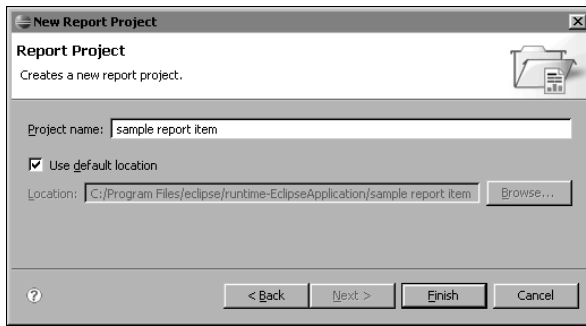 New Report Project
Report Project
Creates a new report project.
Project name: sample report item
Use default location
Location: C:/Program Files/eclipse/runtime-EclipseApplication/sample report item Browse...
< Back Next > Finish Cancel